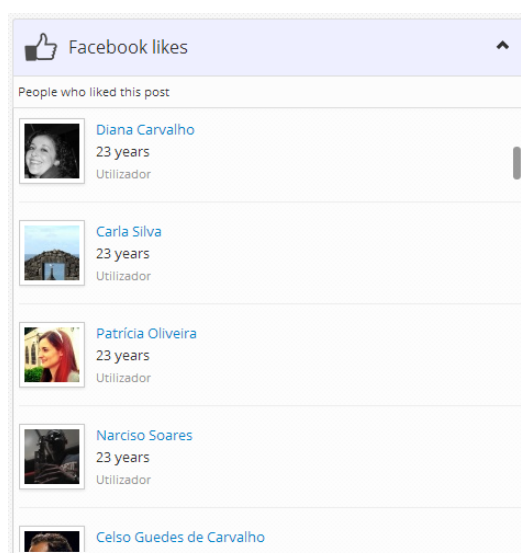 Facebook likes
People who liked this post
Diana Carvalho
23 years
Utilizador
Carla Silva
23 years
Utilizador
Patrícia Oliveira
23 years
Utilizador
Narciso Soares
23 years
Utilizador
Celso Guedes de Carvalho